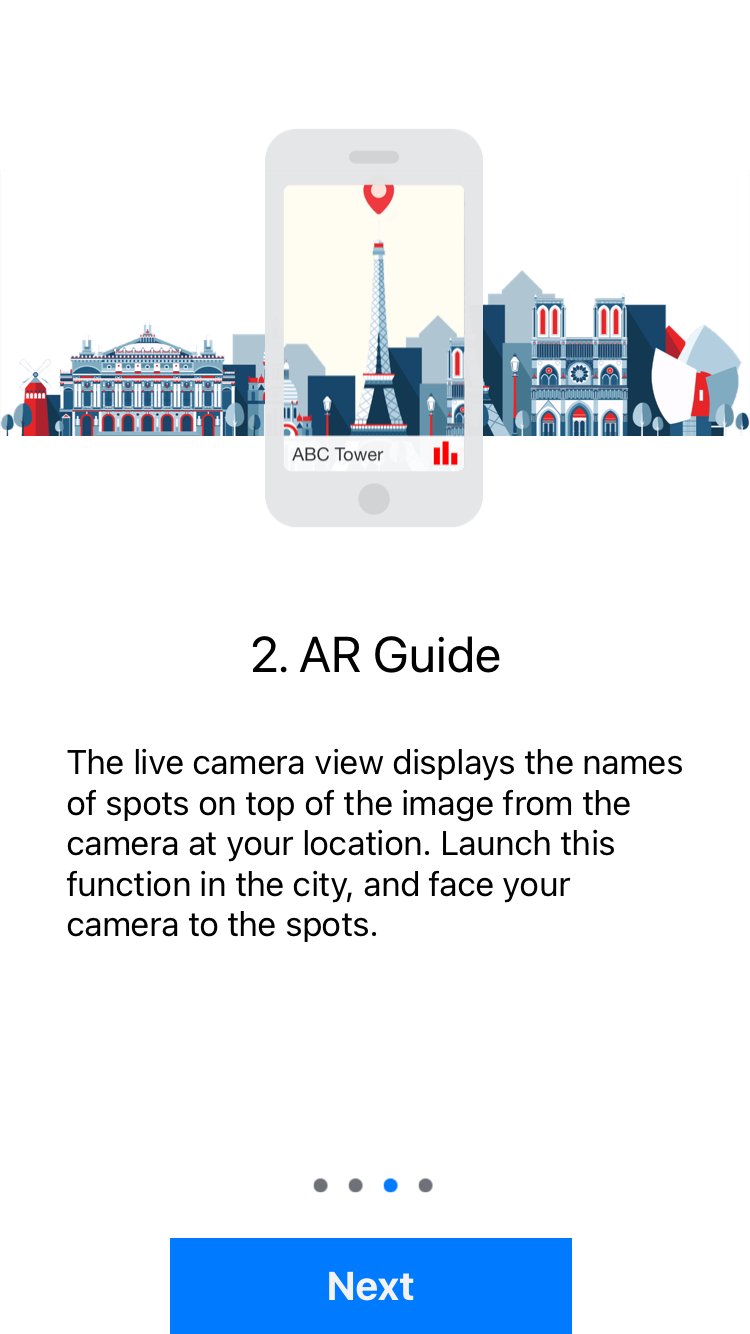 ABC Tower
2. AR Guide
The live camera view displays the names
of spots on top of the image from the
camera at your location. Launch this
function in the city, and face your
camera to the spots.
Next